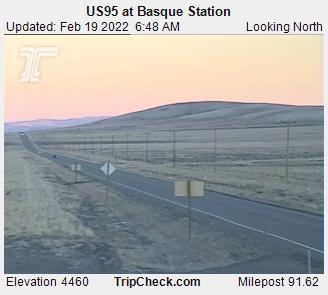 US95 at Basque Station
Updated: Feb 19 2022 6:48 AM Looking North
Elevation 4460 TripCheck.com Milepost 91.62